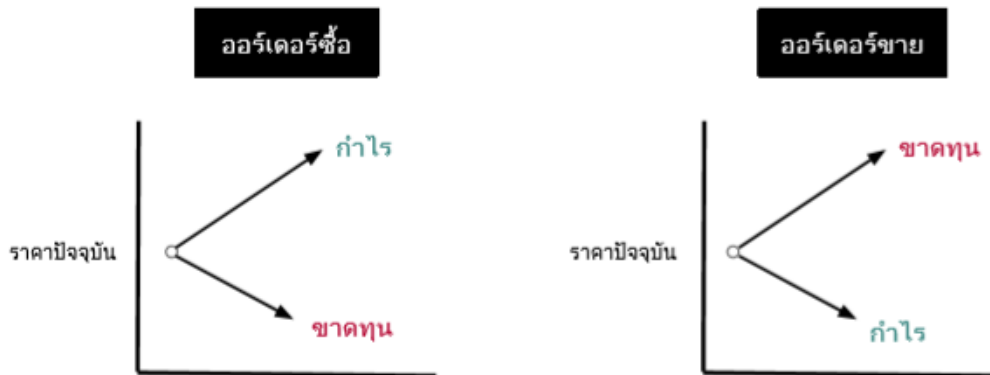 ออร์เดอร์ซื้อ
กำไร
ราคาปัจจุบัน
ขาดทุน
ออร์เดอร์ขาย
ขาดทุน
ราคาปัจจุบัน
กำไร